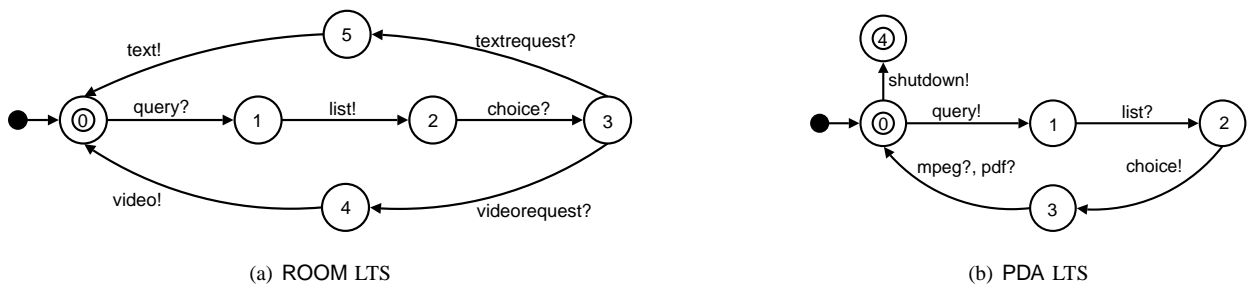 5
text!
textrequest?
query?
list!
choice?
0
1
2
3
video!
4
videorequest?
(a) ROOM LTS
4
shutdown!
query!
list?
0
1
2
mpeg?, pdf?
choice!
3
(b) PDA LTS